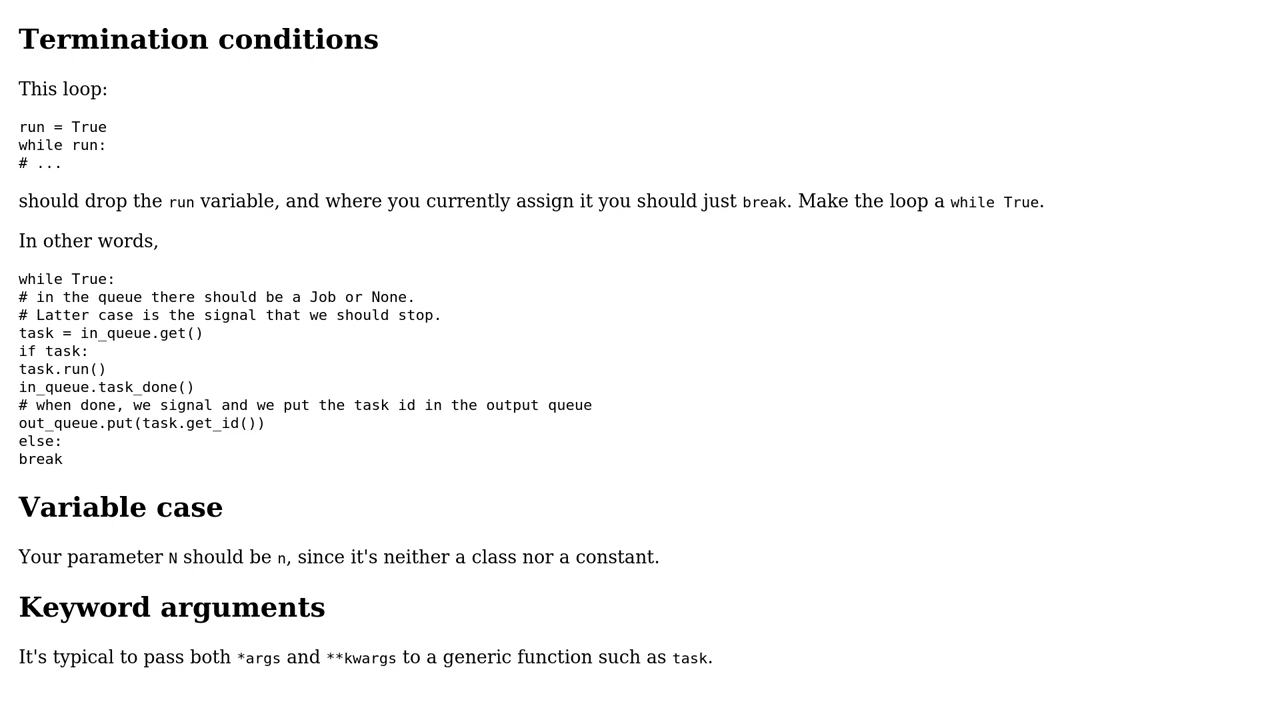 Termination conditions
This loop:
run = True
while run:
# ...
should drop the run variable, and where you currently assign it you should just break. Make the loop a while True.
In other words,
while True:
# in the queue there should be a Job or None.
# Latter case is the signal that we should stop.
task = in_queue.get()
if task:
task.run()
in_queue.task_done()
# when done, we signal and we put the task id in the output queue
out_queue.put(task.get_id())
else:
break
Variable case
Your parameter N should be n, since it's neither a class nor a constant.
Keyword arguments
It's typical to pass both *args and **kwargs to a generic function such as task.